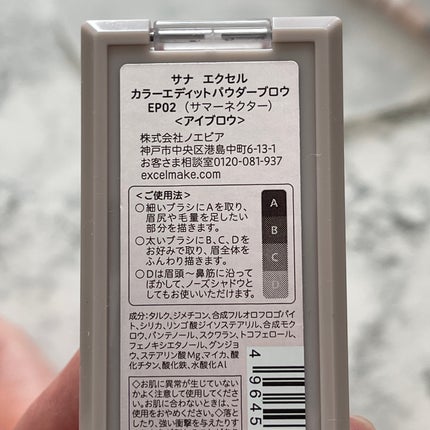 サナ エクセル
カラーエディットパウダーブロウ
EP02（サマーネクター）
<アイブロウ>
株式会社ノエビア
神戸市中央区港島中町6-13-1
お客さま相談室0120-081-937
excelmake.com
<ご使用法>
○細いブラシにAを取り、
眉尻や毛量を足したい
部分を描きます。
○太いブラシにB、C、Dを
お好みで取り、眉全体を
ふんわり描きます。
○Dは眉頭～鼻筋に沿って
ぼかして、ノーズシャドウと
してもお使いいただけます。
A
B
C
D
成分:タルク、ジメチコン、合成フルオロフロゴパイ
ト、シリカ、リンゴ酸ジイソステアリル、合成モク
ロウ、パンテノール、スクワラン、トコフェロール、
フェノキシエタノール、グンジョ
ウ、ステアリン酸Mg、マイカ、酸
化チタン、酸化鉄、水酸化Al
○お肌に異常が生じていない
かよく注意して使用してくだ
さい。お肌に合わないときは、ご
使用をおやめください。○落と
したり、強い衝撃を与えたりす
4 9645